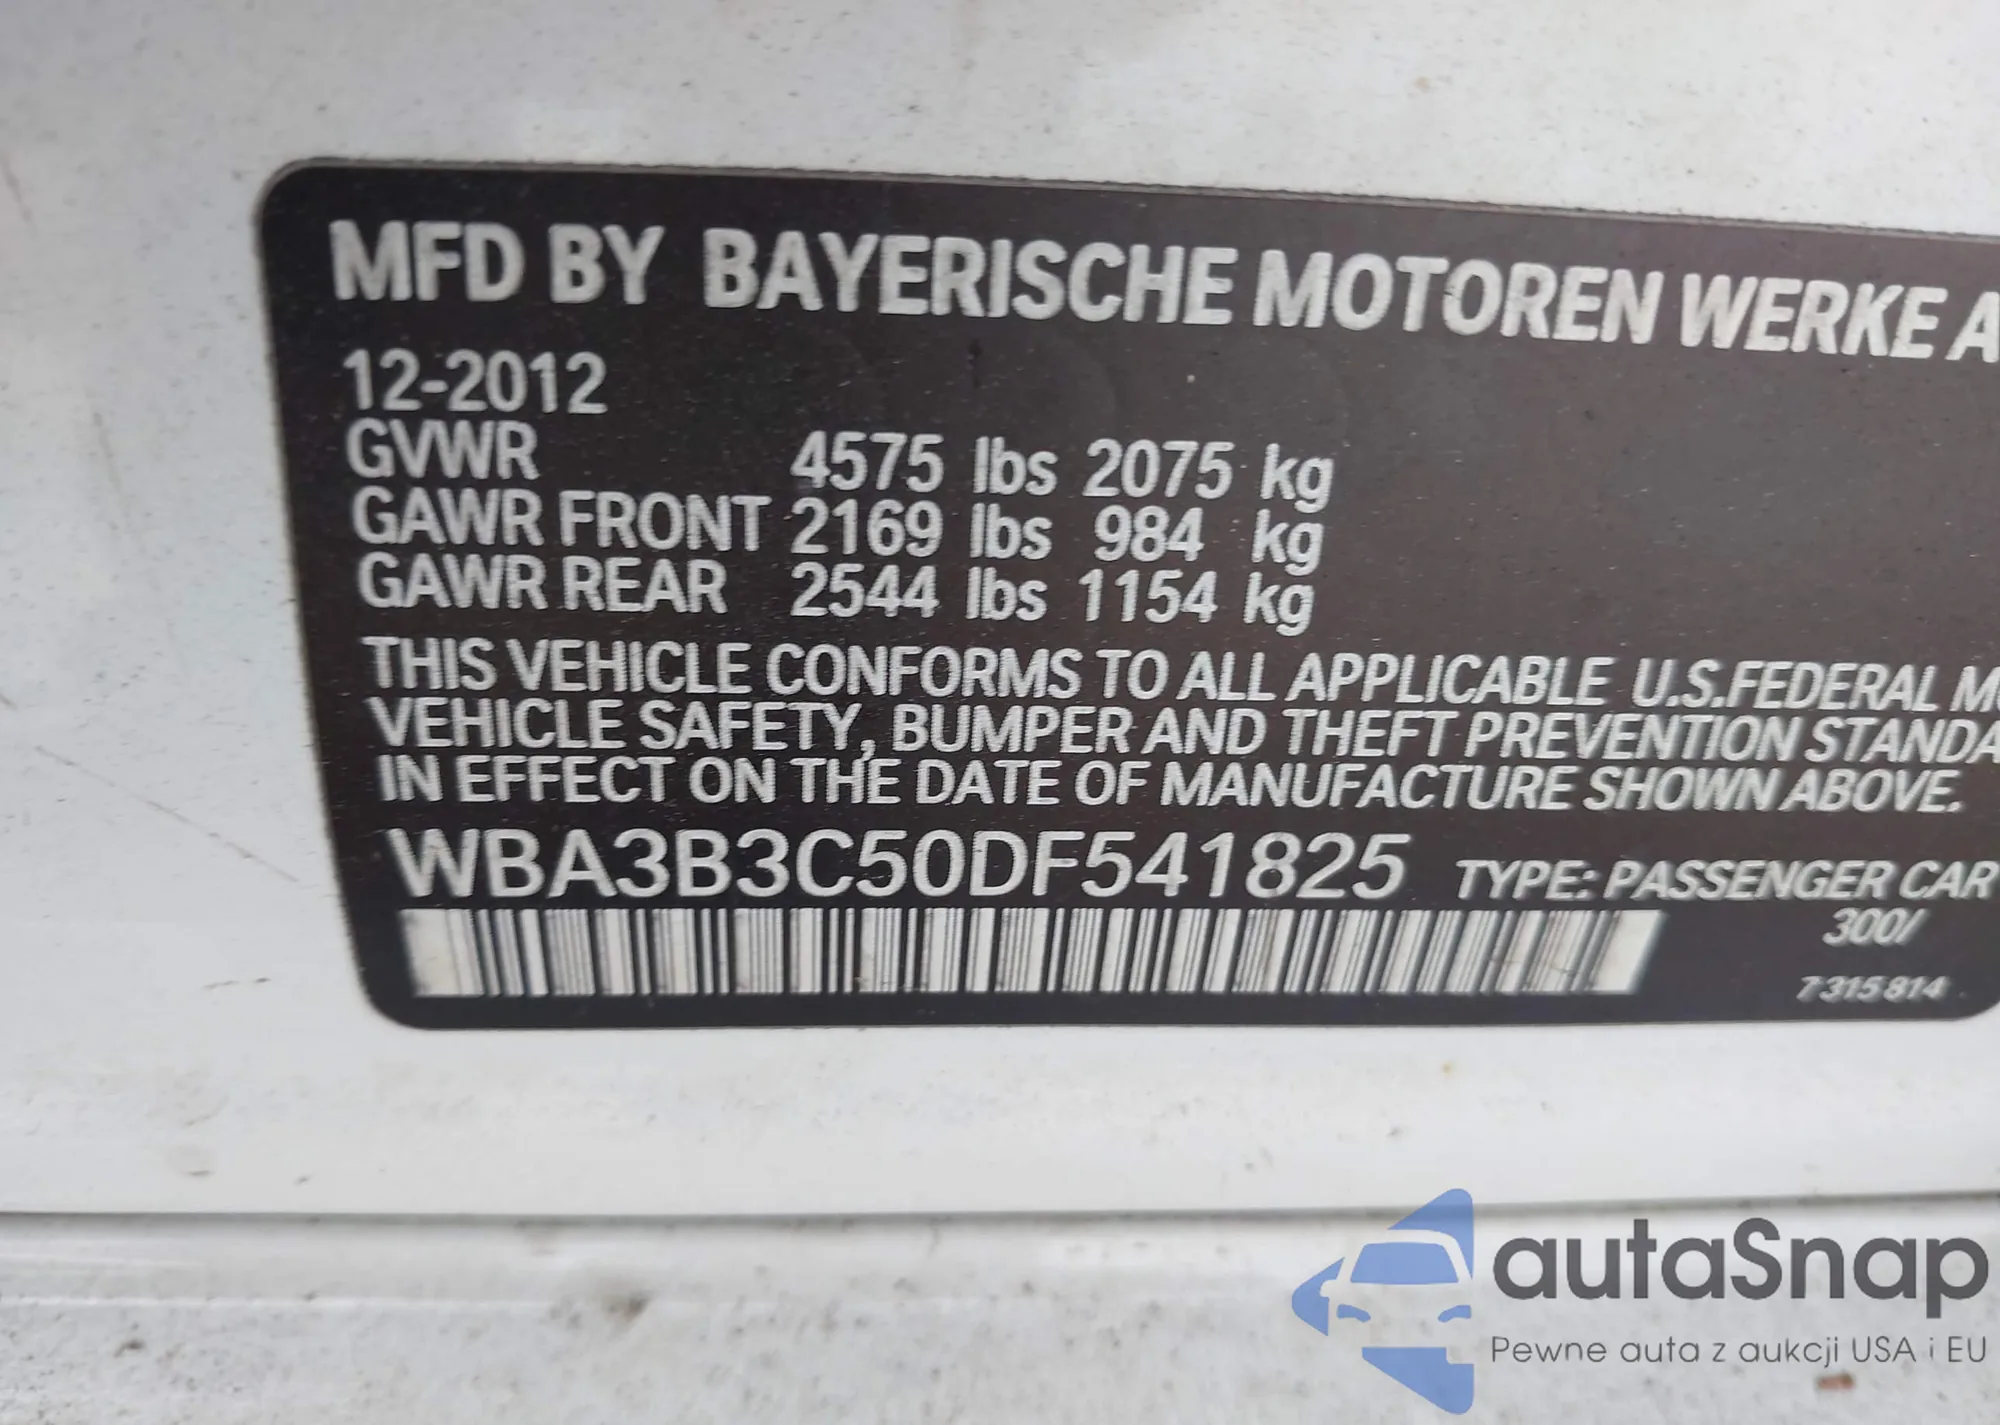 MFD BY BAYERISCHE MOTOREN WERKE A
12-2012
GVWR 4575 lbs 2075 kg
GAWR FRONT 2169 lbs 984 kg
GAWR REAR 2544 lbs 1154 kg
THIS VEHICLE CONFORMS TO ALL APPLICABLE U.S.FEDERAL M
VEHICLE SAFETY, BUMPER AND THEFT PREVENTION STANDA
IN EFFECT ON THE DATE OF MANUFACTURE SHOWN ABOVE.
WBA3B3C50DF541825 TYPE: PASSENGER CAR
300/
7315814
autaSnap
Pewne auta z aukcji USA i EU